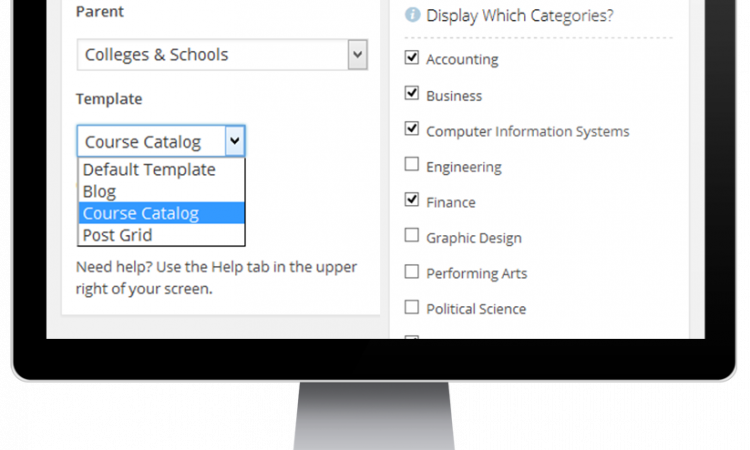 Parent
Colleges & Schools
Template
Course Catalog
Default Template
Blog
Course Catalog
Post Grid
Need help? Use the Help tab in the upper
right of your screen.
Display Which Categories?
Accounting
Business
Computer Information Systems
Engineering
Finance
Graphic Design
Performing Arts
Political Science